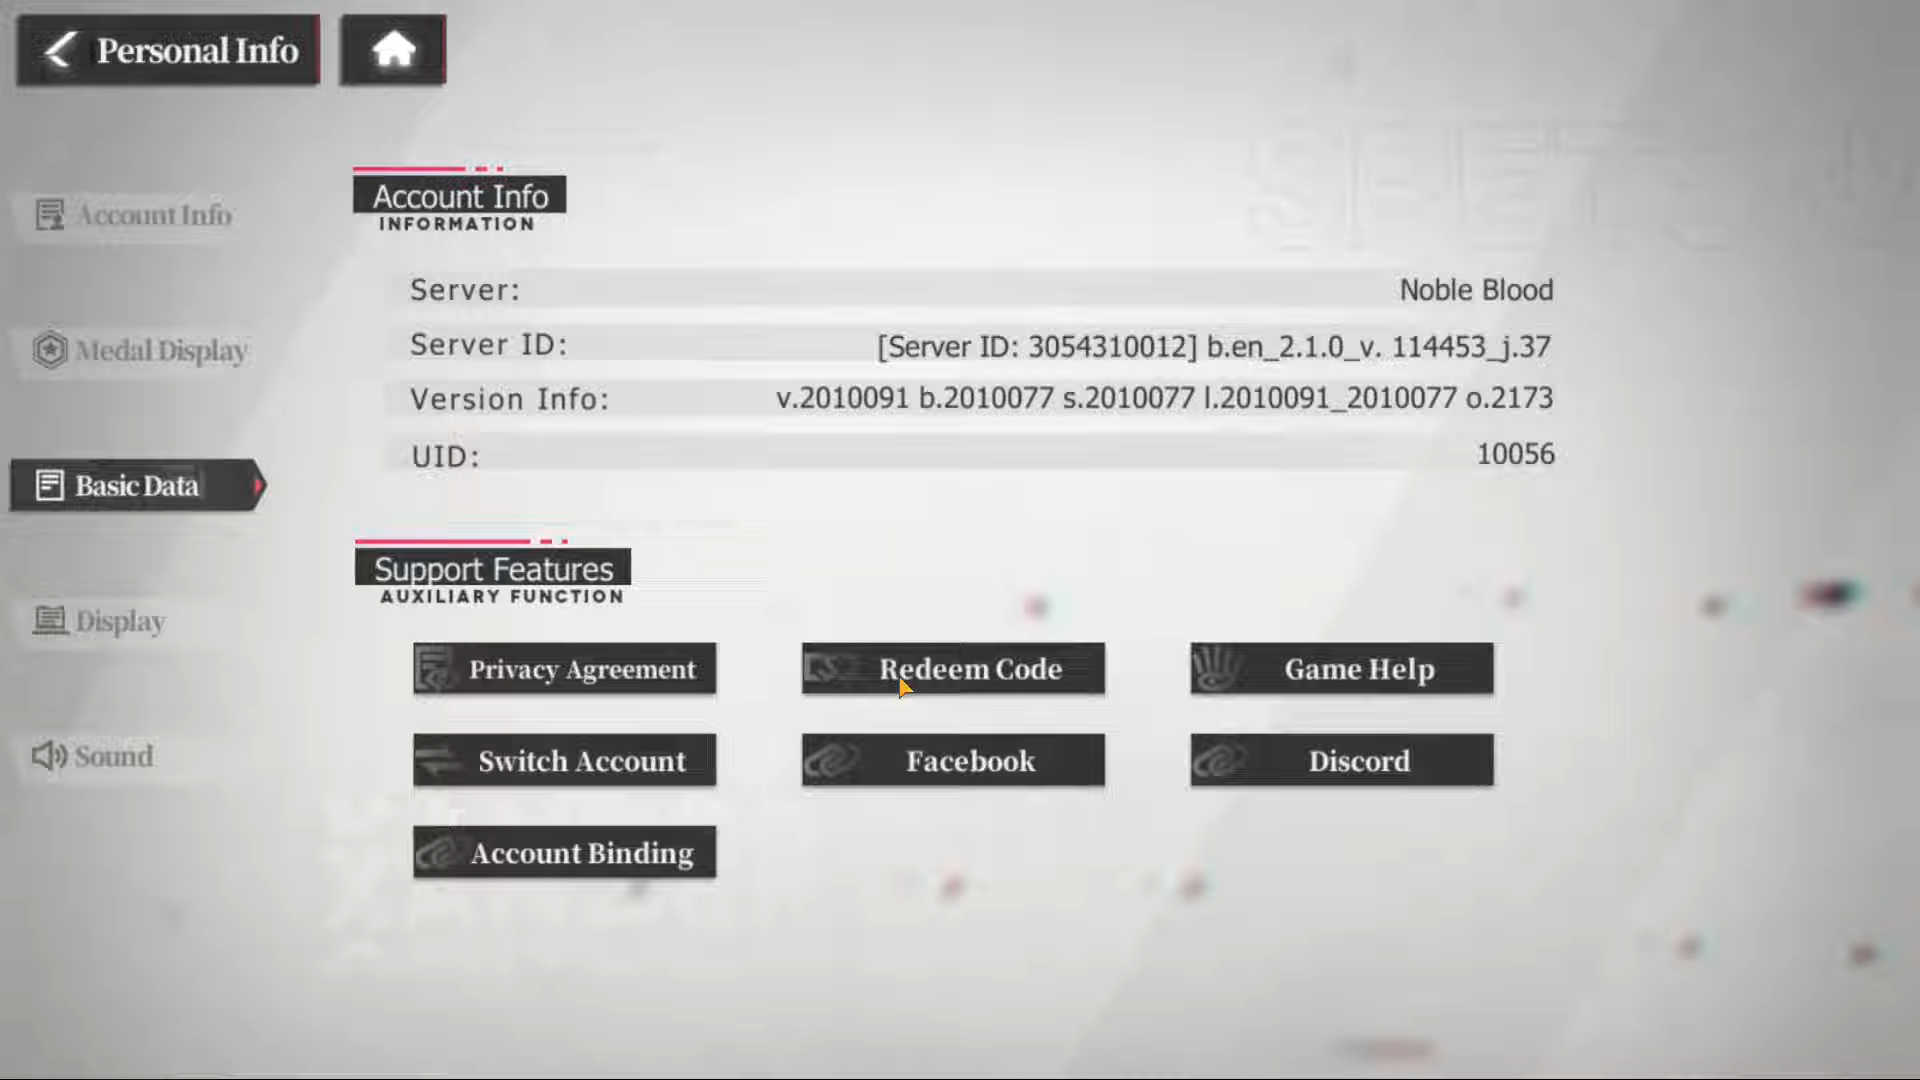 Personal Info
Account Info
Medal Display
Basic Data
Display
Sound
Account Info
INFORMATION
Server: Noble Blood
Server ID: [Server ID: 3054310012] b.en_2.1.0_v. 114453_j.37
Version Info: v.2010091 b.2010077 s.2010077 l.2010091_2010077 o.2173
UID: 10056
Support Features
AUXILIARY FUNCTION
Privacy Agreement Redeem Code Game Help
Switch Account Facebook Discord
Account Binding